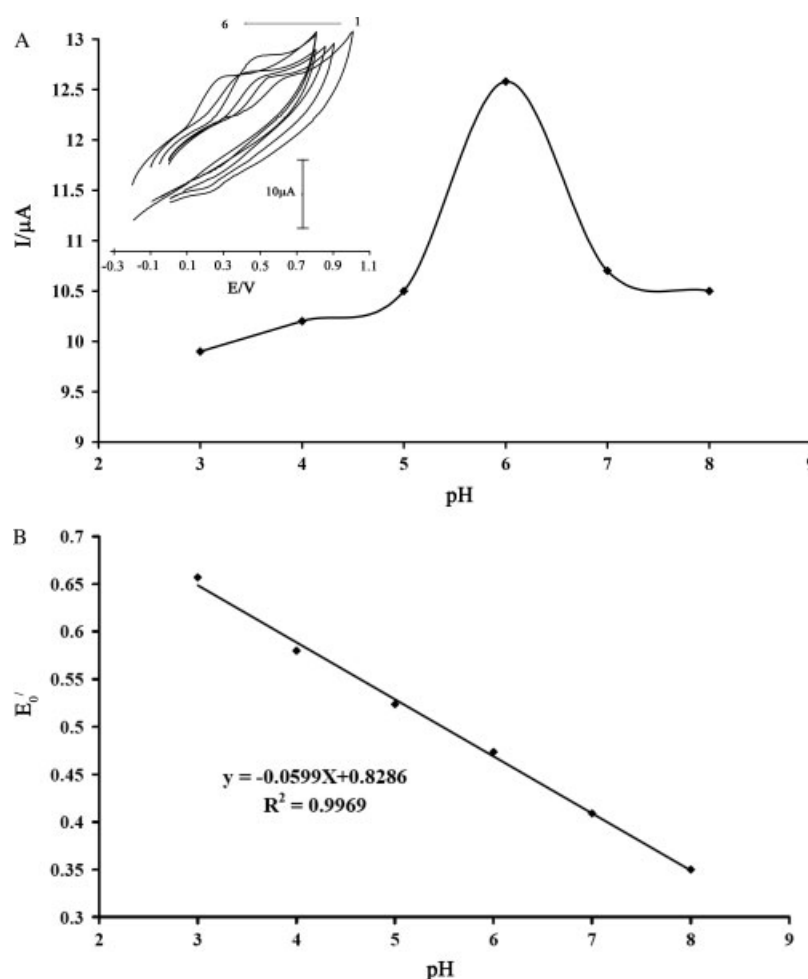 A
6 1
13
12.5
12
11.5
11
10.5
10
9.5
9
I/μA
10μA
-0.3 -0.1 0.1 0.3 0.5 0.7 0.9 1.1
E/V
2 3 4 5 6 7 8 9
pH
B
0.7
0.65
0.6
0.55
0.5
0.45
0.4
0.35
0.3
E₀′
y = -0.0599X+0.8286
R² = 0.9969
2 3 4 5 6 7 8 9
pH